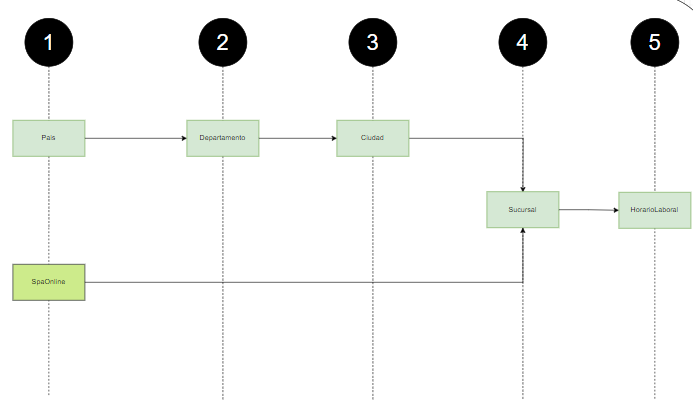 1
2
3
4
5
Pais
Departamento
Ciudad
Sucursal
HorarioLaboral
SpaOnline